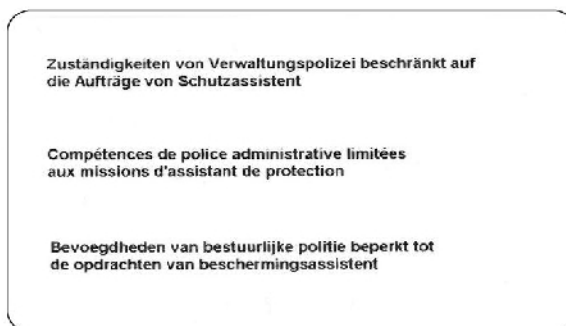 Zuständigkeiten von Verwaltungspolizei beschränkt auf
die Aufträge von Schutzassistent
Compétences de police administrative limitées
aux missions d'assistant de protection
Bevoegdheden van bestuurlijke politie beperkt tot
de opdrachten van beschermingsassistent